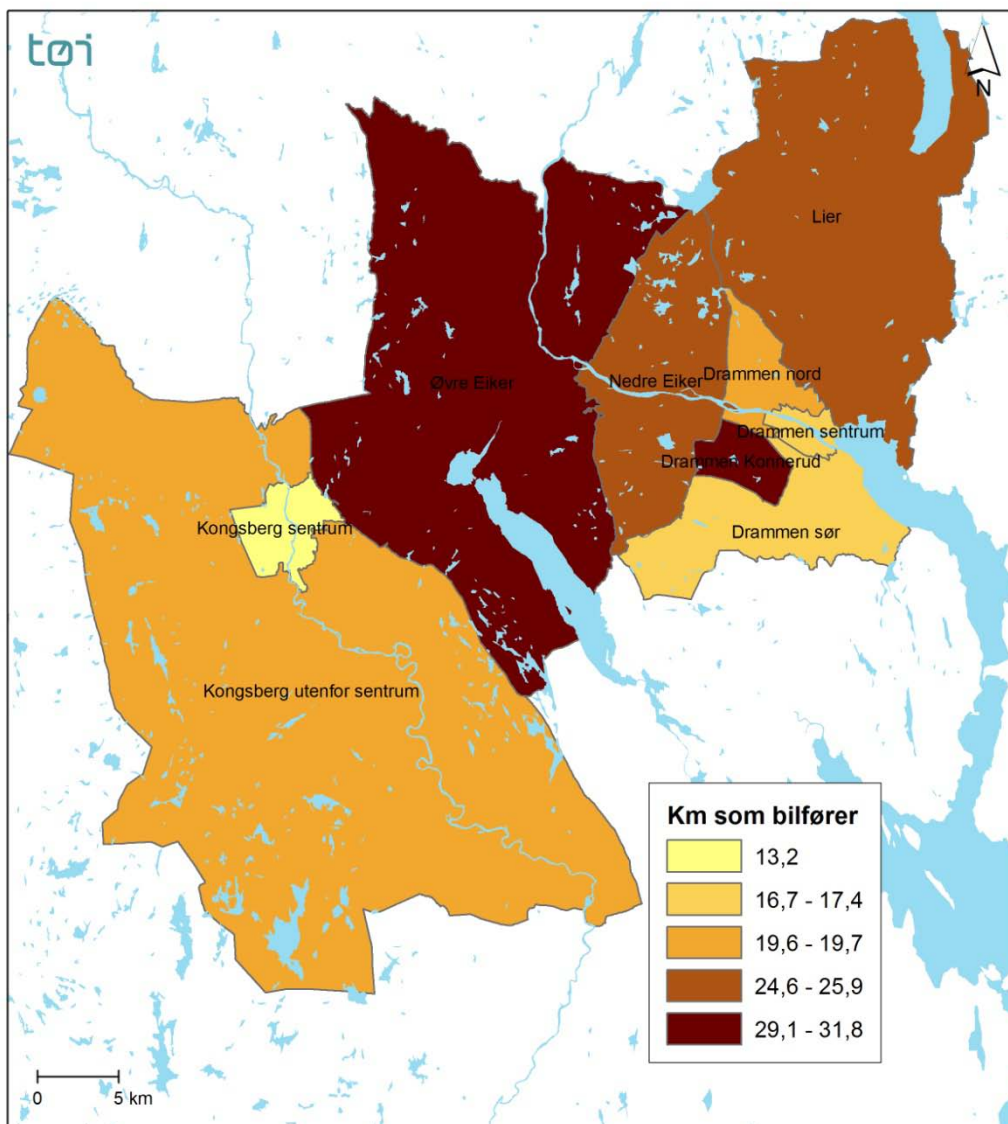 tøi
N
Lier
Øvre Eiker
Nedre Eiker
Drammen nord
Drammen sentrum
Drammen Konnerud
Kongsberg sentrum
Drammen sør
Kongsberg utenfor sentrum
Km som bilfører
13,2
16,7 - 17,4
19,6 - 19,7
24,6 - 25,9
29,1 - 31,8
0 5 km